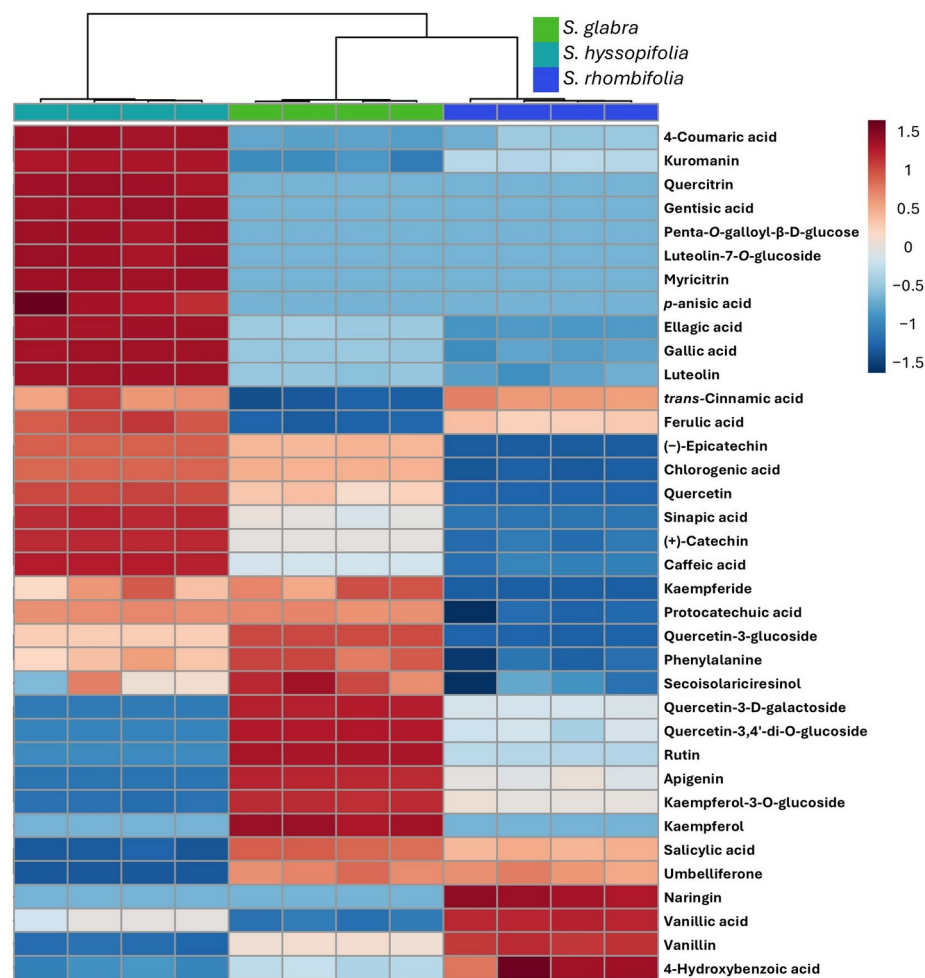 S. glabra
S. hyssopifolia
S. rhombifolia
4-Coumaric acid
Kuromanin
Quercitrin
Gentisic acid
Penta-O-galloyl-β-D-glucose
Luteolin-7-O-glucoside
Myricitrin
p-anisic acid
Ellagic acid
Gallic acid
Luteolin
trans-Cinnamic acid
Ferulic acid
(−)-Epicatechin
Chlorogenic acid
Quercetin
Sinapic acid
(+)-Catechin
Caffeic acid
Kaempferide
Protocatechuic acid
Quercetin-3-glucoside
Phenylalanine
Secoisolariciresinol
Quercetin-3-D-galactoside
Quercetin-3,4'-di-O-glucoside
Rutin
Apigenin
Kaempferol-3-O-glucoside
Kaempferol
Salicylic acid
Umbelliferone
Naringin
Vanillic acid
Vanillin
4-Hydroxybenzoic acid
1.5
1
0.5
0
−0.5
−1
−1.5